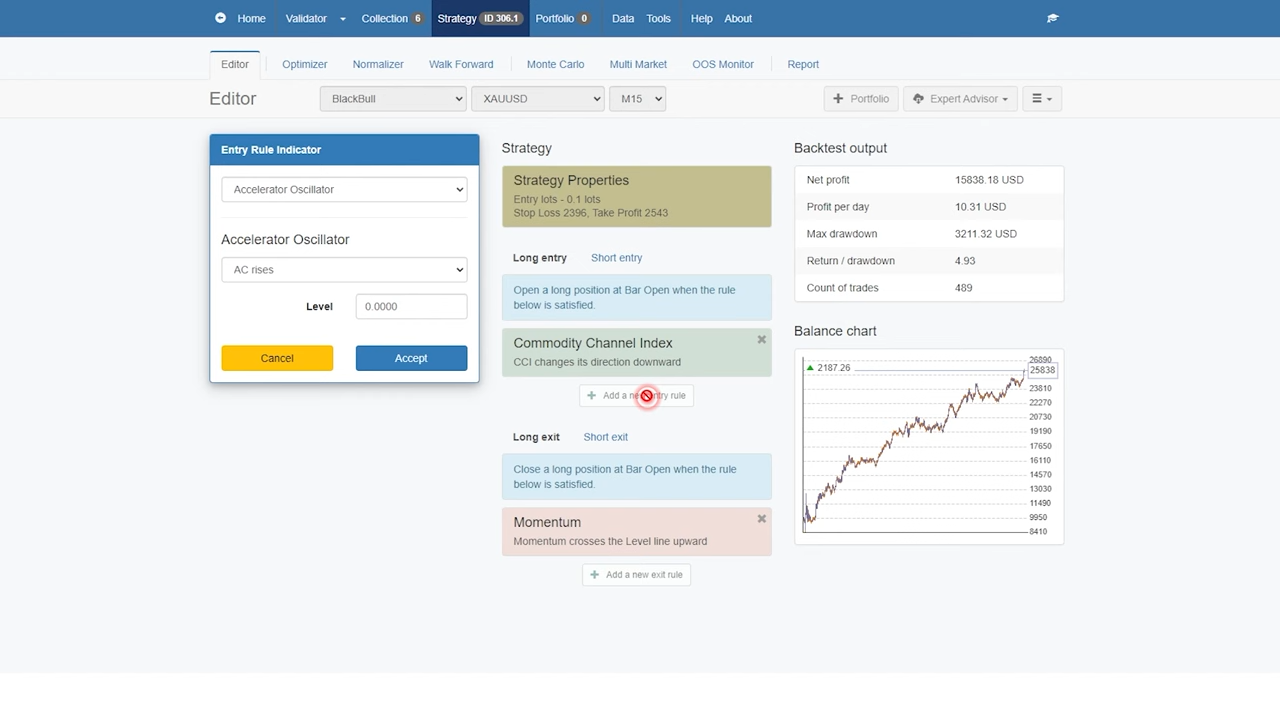 Home Validator Collection 6 Strategy ID 306.1 Portfolio 0 Data Tools Help About
Editor Optimizer Normalizer Walk Forward Monte Carlo Multi Market OOS Monitor Report
Editor BlackBull XAUUSD M15 Portfolio Expert Advisor
Entry Rule Indicator
Accelerator Oscillator
Accelerator Oscillator
AC rises
Level 0.0000
Cancel Accept
Strategy
Strategy Properties
Entry lots - 0.1 lots
Stop Loss 2396, Take Profit 2543
Long entry Short entry
Open a long position at Bar Open when the rule
below is satisfied.
Commodity Channel Index
CCI changes its direction downward
Add a new entry rule
Long exit Short exit
Close a long position at Bar Open when the rule
below is satisfied.
Momentum
Momentum crosses the Level line upward
Add a new exit rule
Backtest output
Net profit 15838.18 USD
Profit per day 10.31 USD
Max drawdown 3211.32 USD
Return / drawdown 4.93
Count of trades 489
Balance chart
2187.26
26890
25838
23810
22270
20730
19190
17650
16110
14570
13030
11490
9950
8410